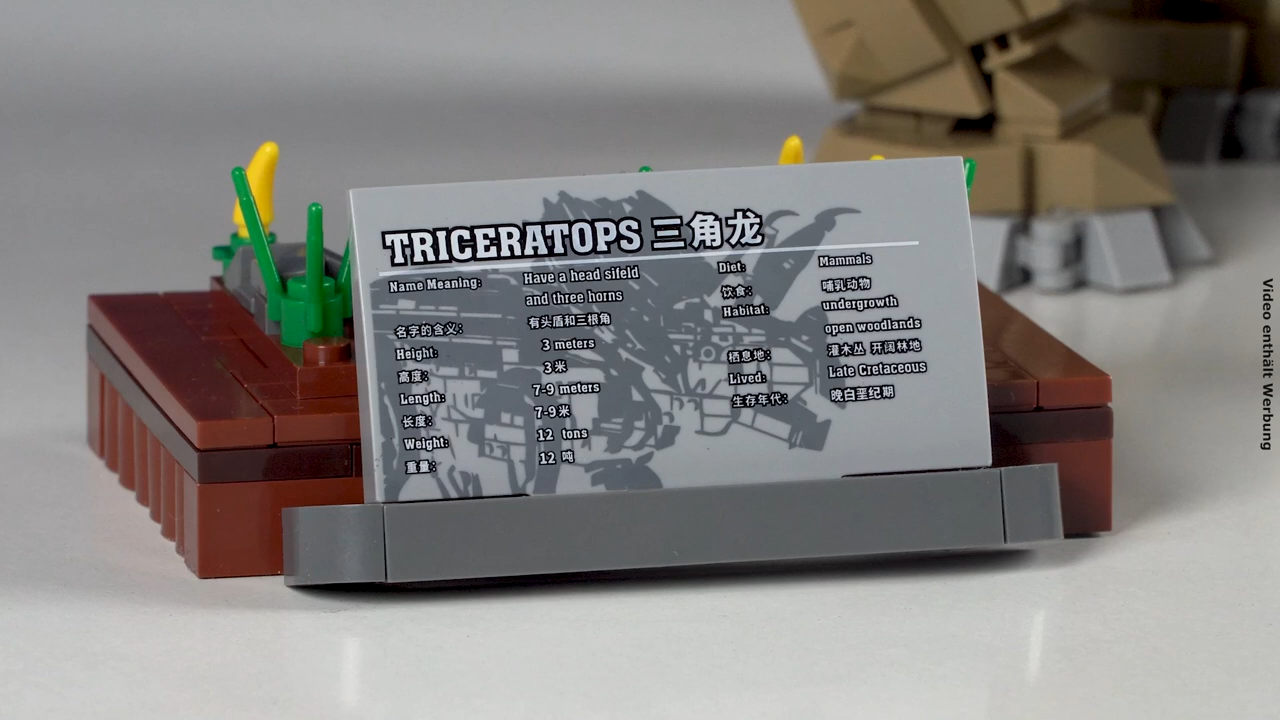 TRICERATOPS 三角龙
Name Meaning: Have a head sifeld
and three horns
名字的含义: 有头盾和三根角
Height: 3 meters
高度: 3米
Length: 7-9 meters
长度: 7-9米
Weight: 12 tons
重量: 12 吨
Diet: Mammals
饮食: 哺乳动物
Habitat: undergrowth
open woodlands
栖息地: 灌木丛 开阔林地
Lived: Late Cretaceous
生存年代: 晚白垩纪期
Video enthält Werbung